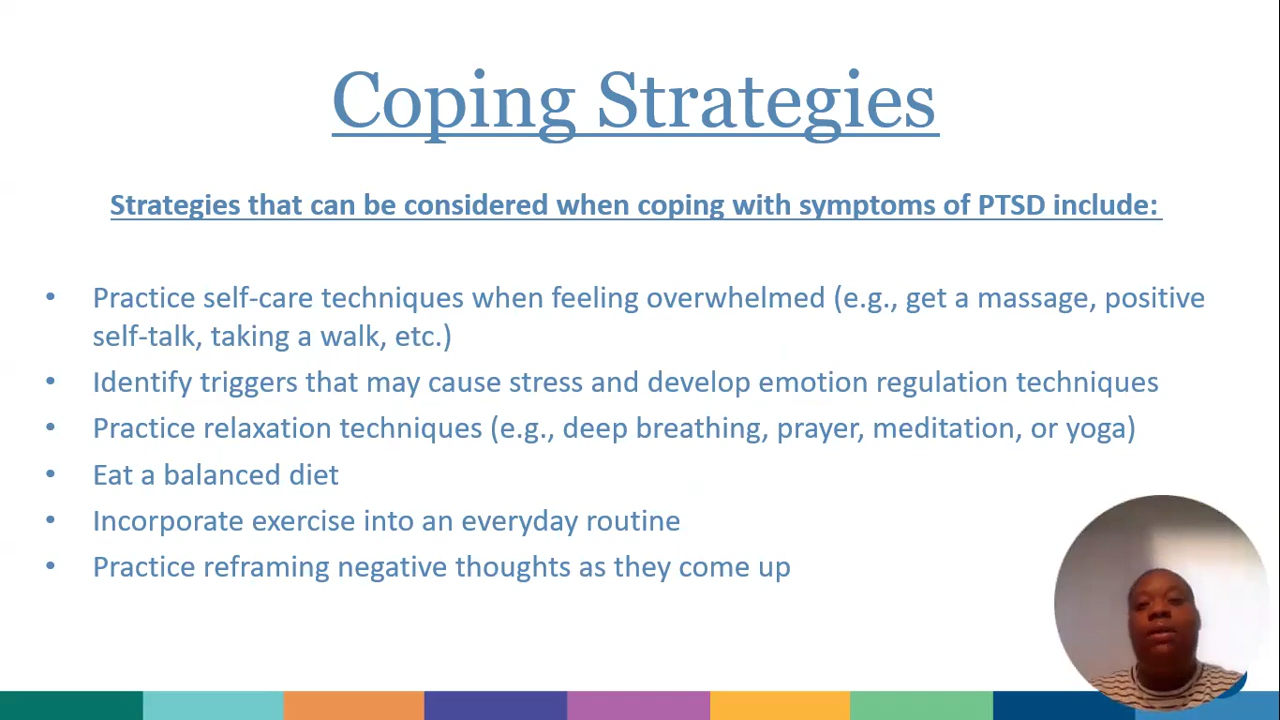 Coping Strategies
Strategies that can be considered when coping with symptoms of PTSD include:
• Practice self-care techniques when feeling overwhelmed (e.g., get a massage, positive
self-talk, taking a walk, etc.)
• Identify triggers that may cause stress and develop emotion regulation techniques
• Practice relaxation techniques (e.g., deep breathing, prayer, meditation, or yoga)
• Eat a balanced diet
• Incorporate exercise into an everyday routine
• Practice reframing negative thoughts as they come up